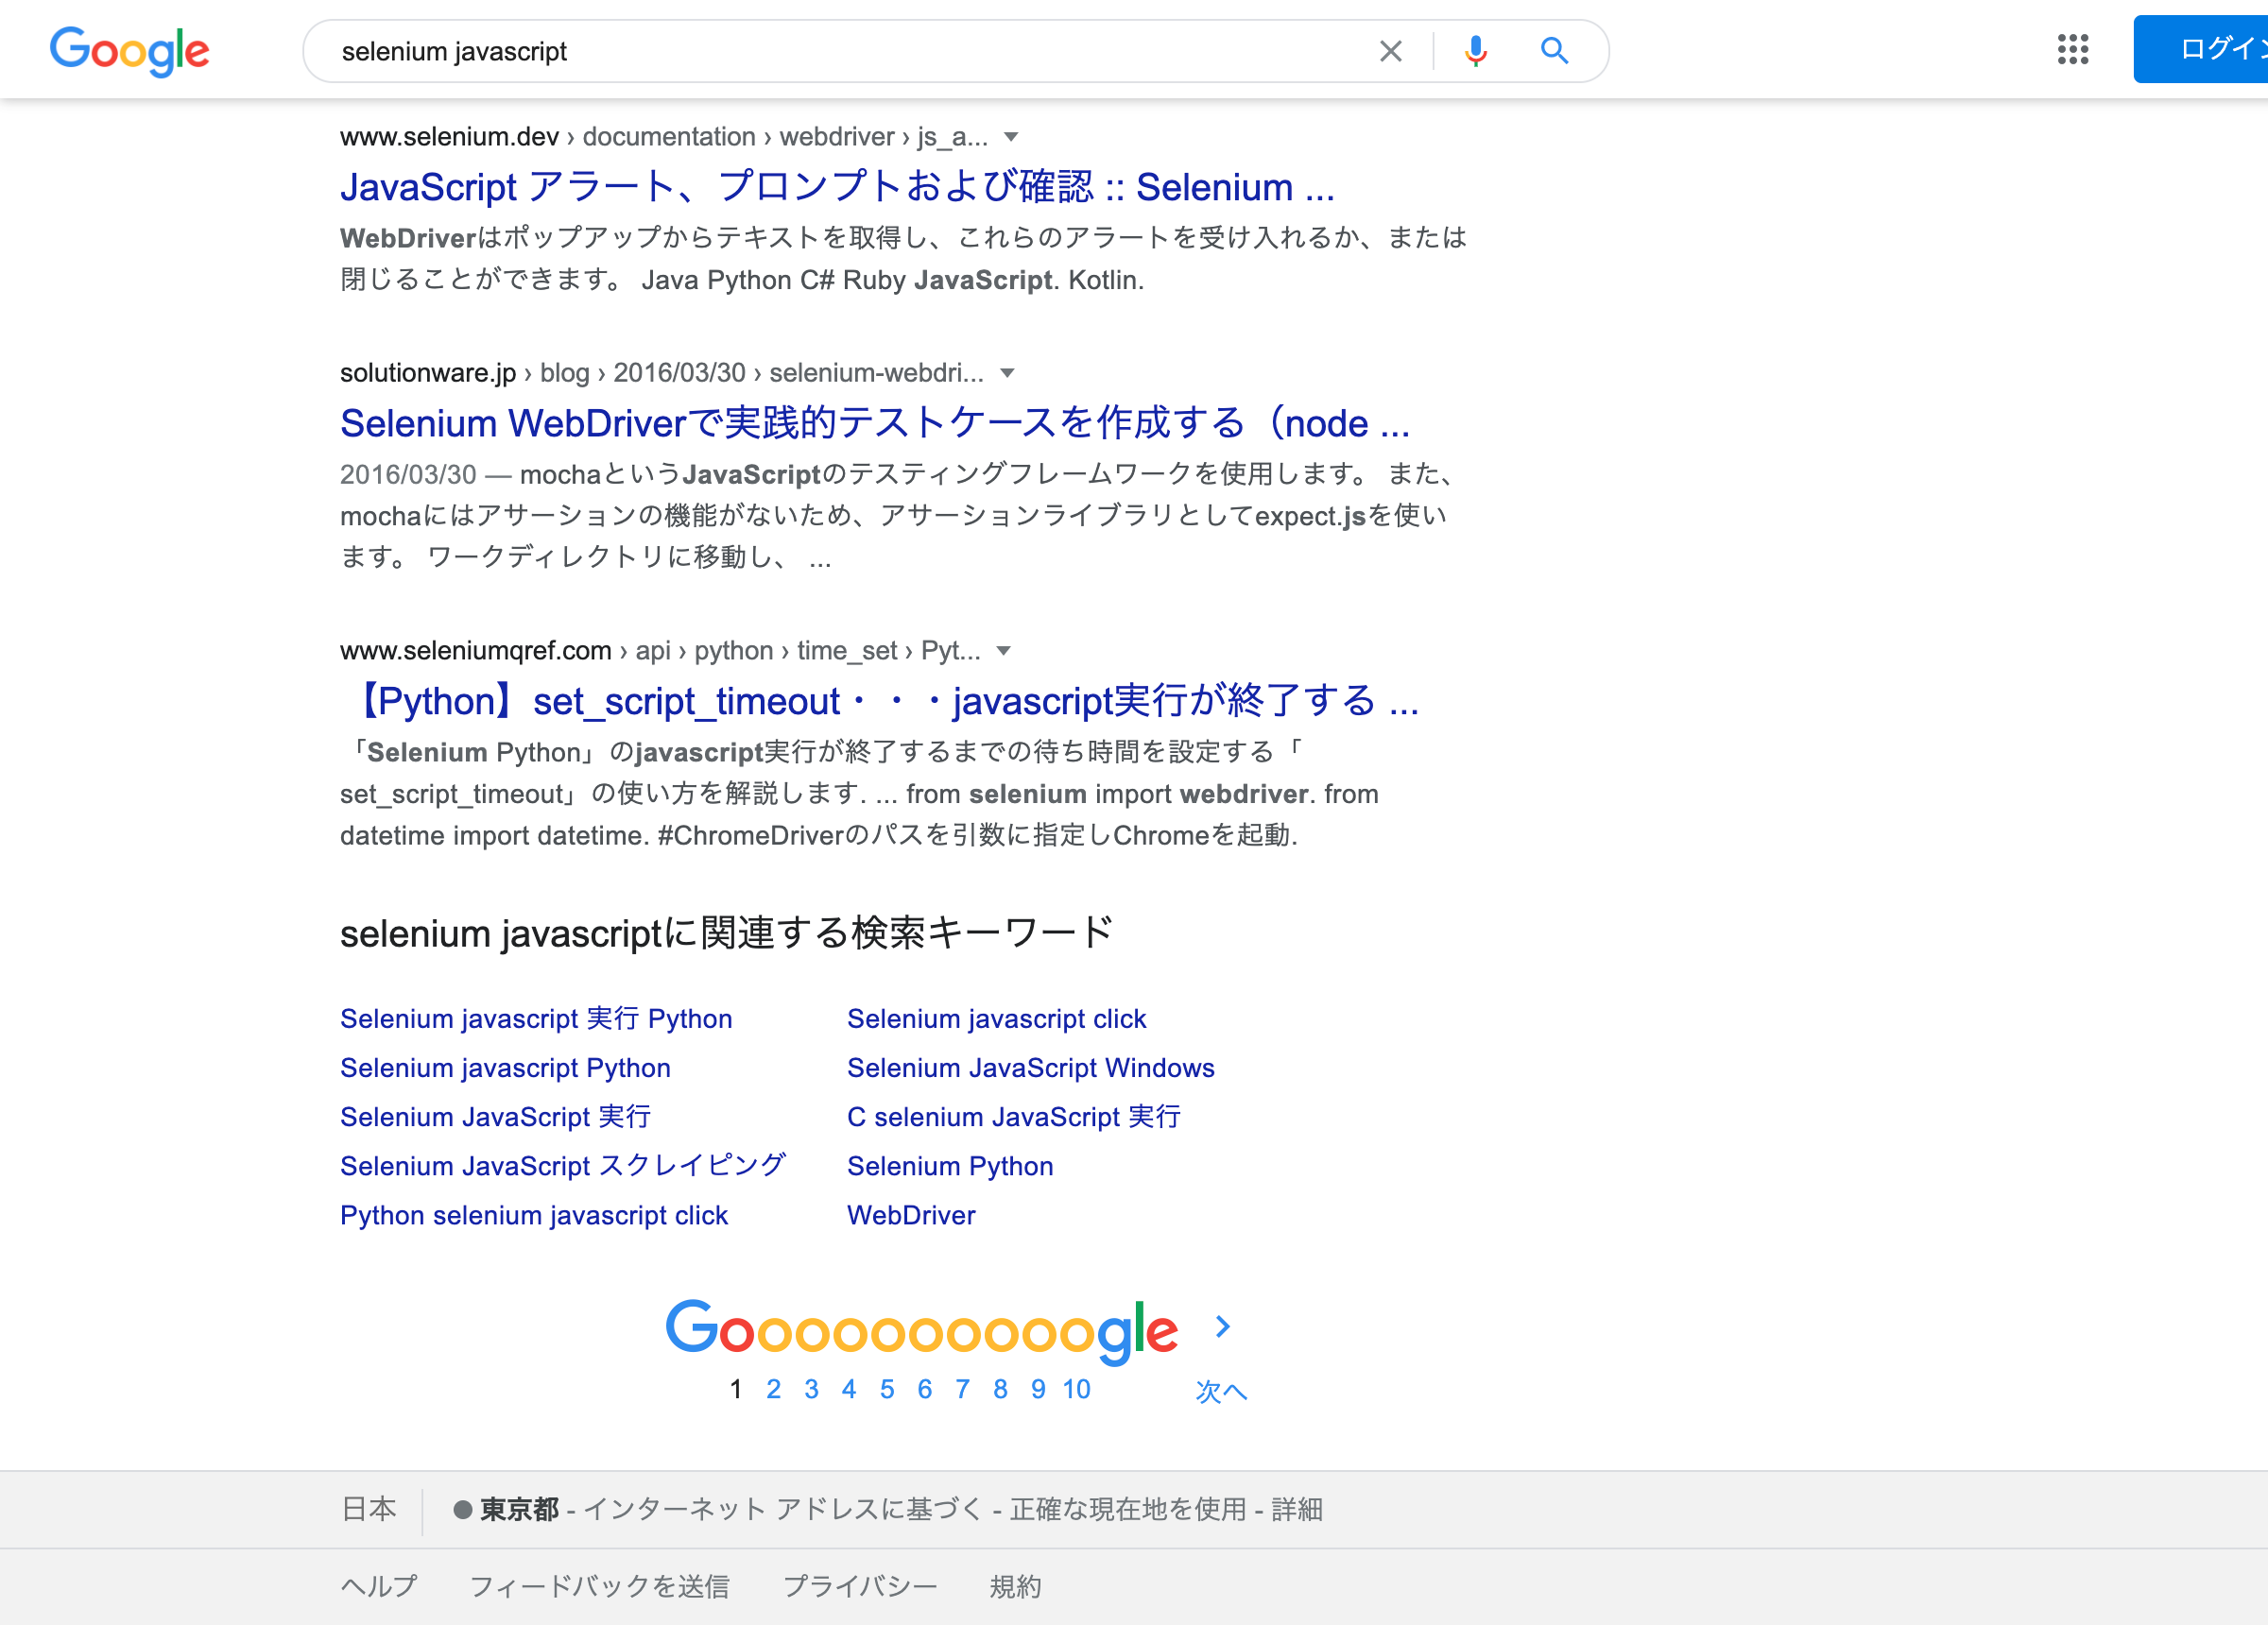 Google
selenium javascript
ログイン
www.selenium.dev › documentation › webdriver › js_a...
JavaScript アラート、プロンプトおよび確認 :: Selenium ...
WebDriverはポップアップからテキストを取得し、これらのアラートを受け入れるか、または
閉じることができます。 Java Python C# Ruby JavaScript. Kotlin.
solutionware.jp › blog › 2016/03/30 › selenium-webdri...
Selenium WebDriverで実践的テストケースを作成する（node ...
2016/03/30 — mochaというJavaScriptのテスティングフレームワークを使用します。 また、
mochaにはアサーションの機能がないため、アサーションライブラリとしてexpect.jsを使い
ます。 ワークディレクトリに移動し、 ...
www.seleniumqref.com › api › python › time_set › Pyt...
【Python】set_script_timeout・・・javascript実行が終了する ...
「Selenium Python」のjavascript実行が終了するまでの待ち時間を設定する「
set_script_timeout」の使い方を解説します. ... from selenium import webdriver. from
datetime import datetime. #ChromeDriverのパスを引数に指定しChromeを起動.
selenium javascriptに関連する検索キーワード
Selenium javascript 実行 Python
Selenium javascript click
Selenium javascript Python
Selenium JavaScript Windows
Selenium JavaScript 実行
C selenium JavaScript 実行
Selenium JavaScript スクレイピング
Selenium Python
Python selenium javascript click
WebDriver
Goooooooooogle
1 2 3 4 5 6 7 8 9 10 次へ
日本 東京都 - インターネット アドレスに基づく - 正確な現在地を使用 - 詳細
ヘルプ フィードバックを送信 プライバシー 規約